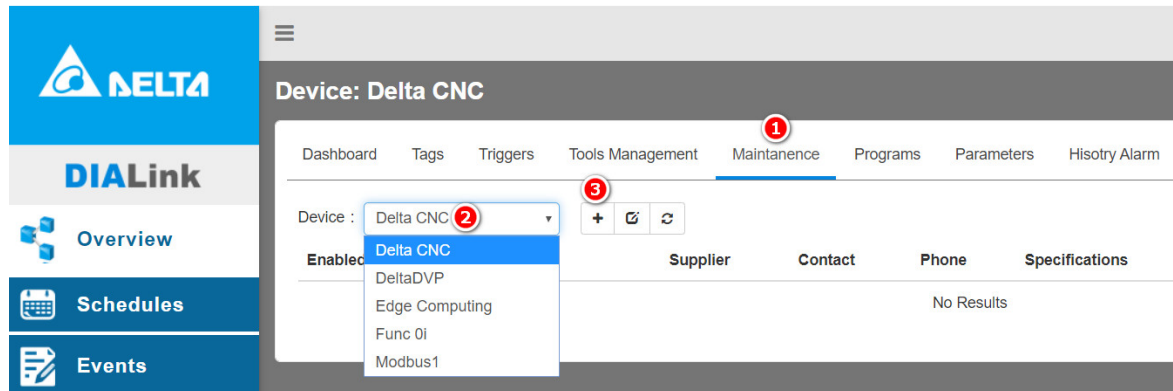 DELTA
DIALink
Overview
Schedules
Events
Device: Delta CNC
1
Dashboard Tags Triggers Tools Management Maintanence Programs Parameters Hisotry Alarm
3
Device : Delta CNC 2
Delta CNC
DeltaDVP
Edge Computing
Func 0i
Modbus1
Enabled Supplier Contact Phone Specifications
No Results